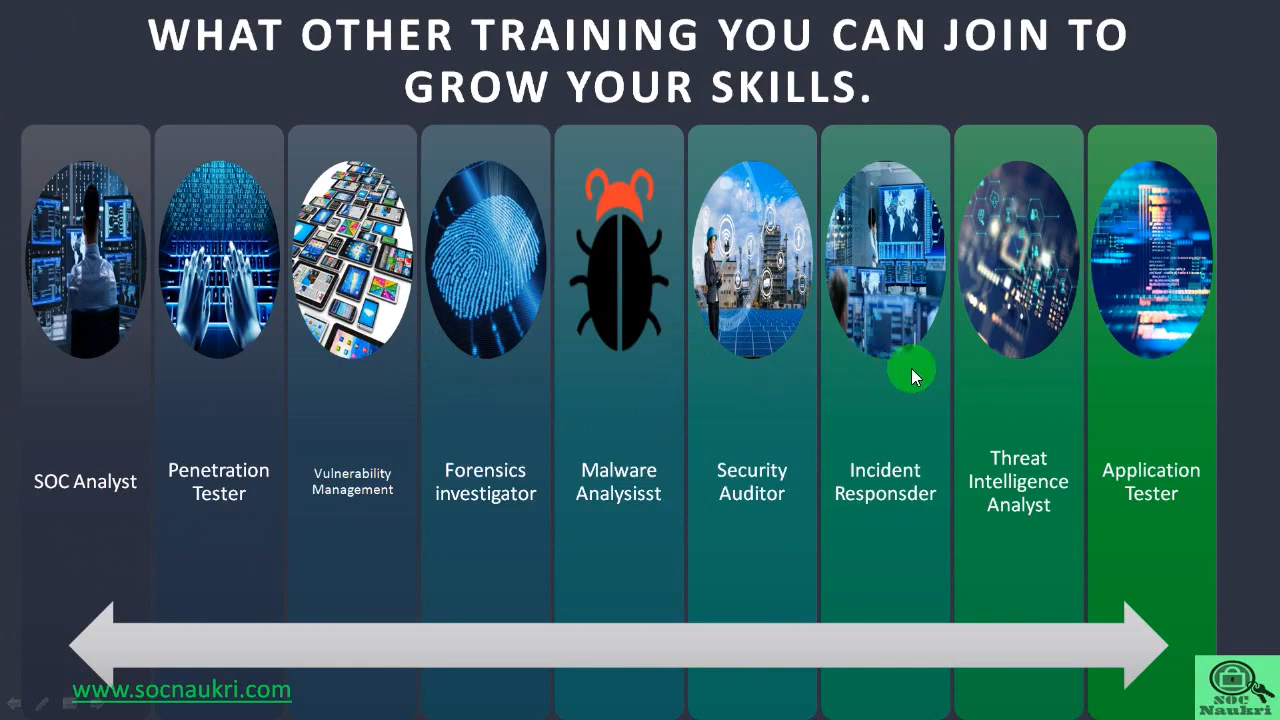 WHAT OTHER TRAINING YOU CAN JOIN TO
GROW YOUR SKILLS.
SOC Analyst
Penetration
Tester
Vulnerability
Management
Forensics
investigator
Malware
Analysisst
Security
Auditor
Incident
Responsder
Threat
Intelligence
Analyst
Application
Tester
www.socnaukri.com
SOC
Naukri